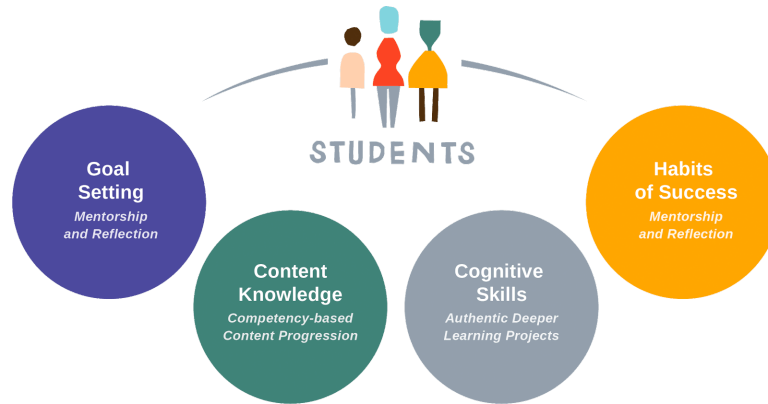 STUDENTS
Goal
Setting
Mentorship
and Reflection
Content
Knowledge
Competency-based
Content Progression
Cognitive
Skills
Authentic Deeper
Learning Projects
Habits
of Success
Mentorship
and Reflection